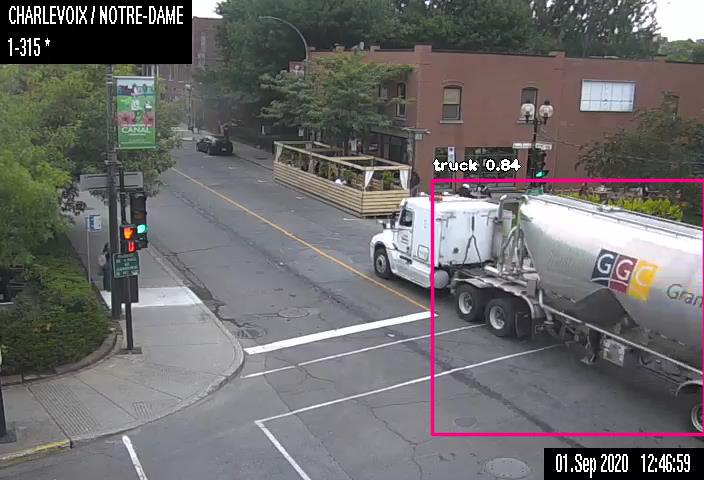 CHARLEVOIX / NOTRE-DAME
1-315 *
CANAL
truck 0.84
GGC
Gran
01.Sep 2020 12:46:59